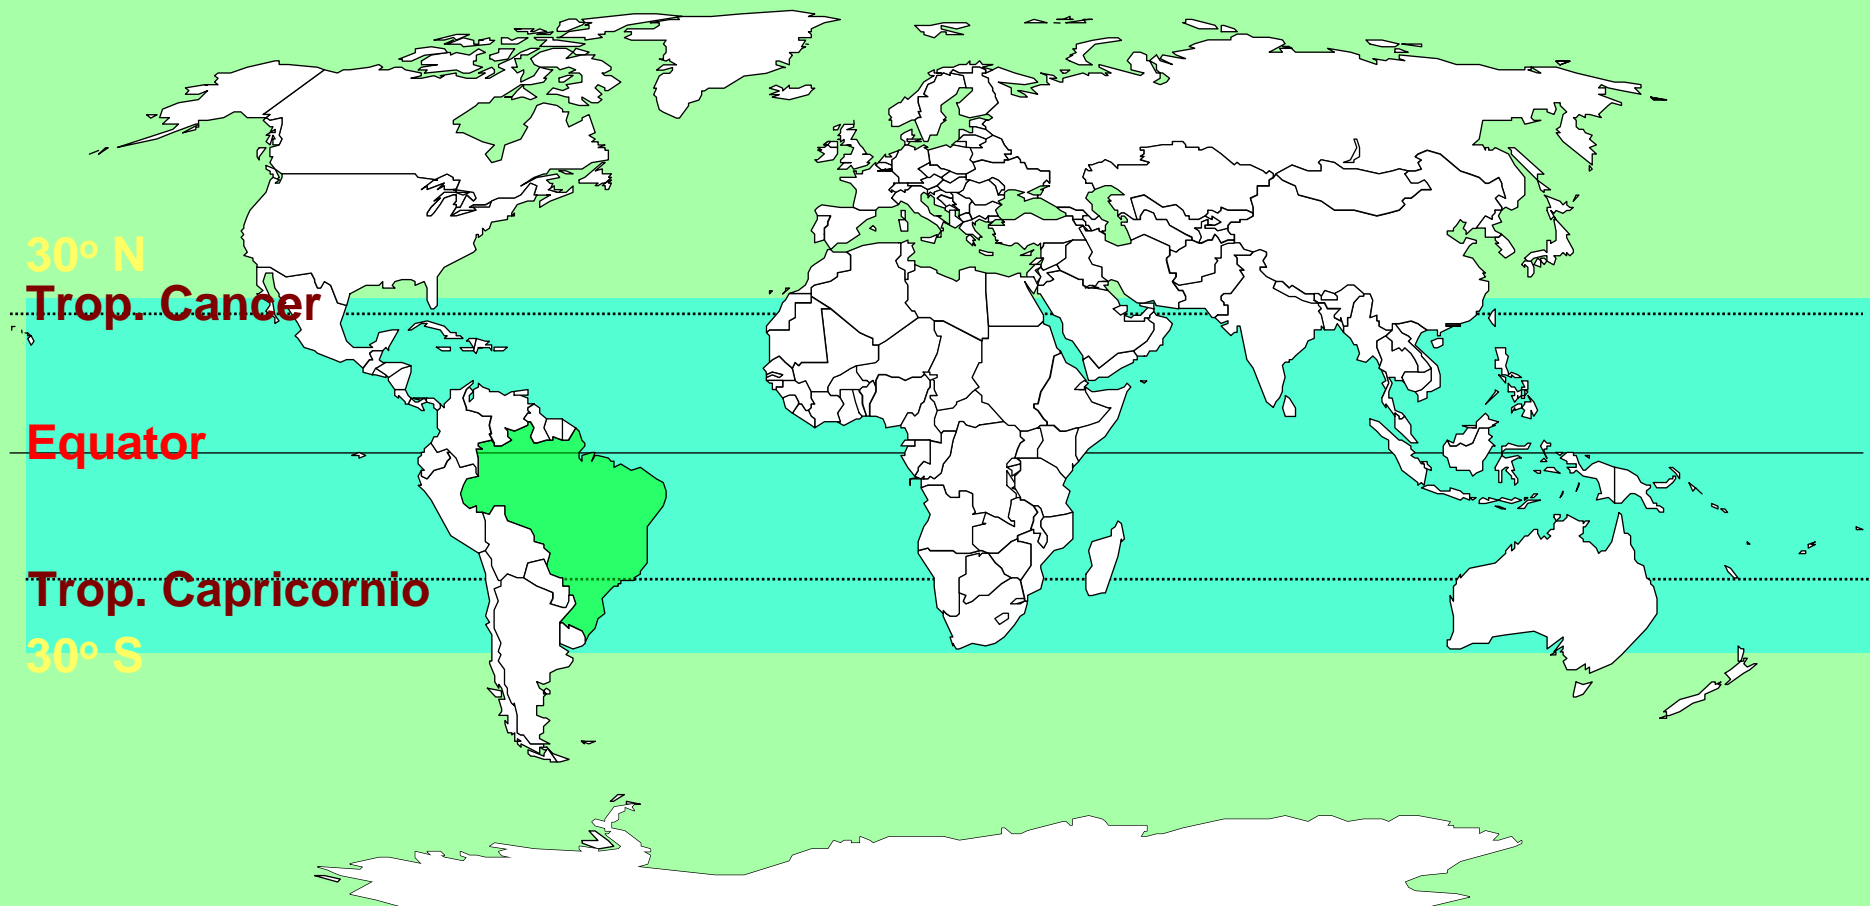 30º N
Trop. Cancer
Equator
Trop. Capricornio
30º S